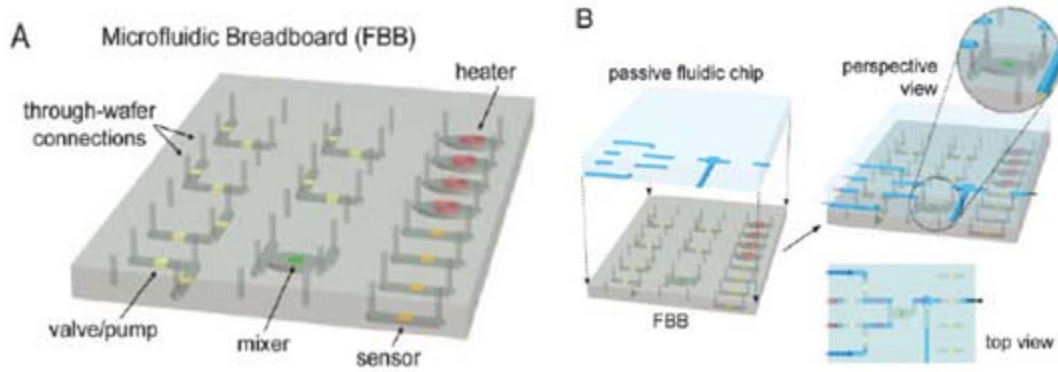 A
Microfluidic Breadboard (FBB)
through-wafer
connections
heater
valve/pump
mixer
sensor
B
passive fluidic chip
perspective
view
FBB
top view